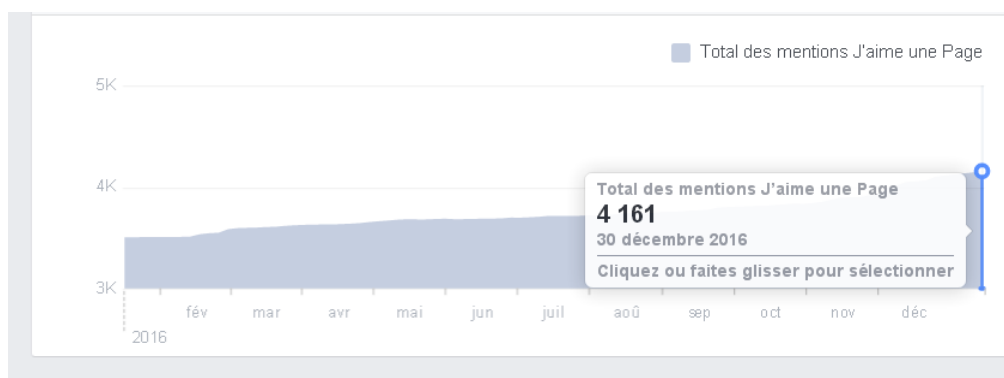 Total des mentions J'aime une Page
5K
4K
3K
Total des mentions J'aime une Page
4 161
30 décembre 2016
Cliquez ou faites glisser pour sélectionner
fév mar avr mai jun juil aoû sep oct nov déc
2016